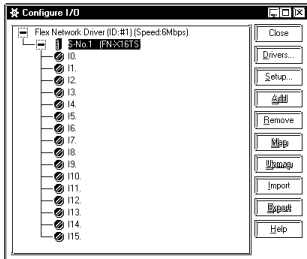 Configure I/O
Flex Network Driver (ID:#1) (Speed:6Mbps)
S-No.1 (FN-X16TS
I0.
I1.
I2.
I3.
I4.
I5.
I6.
I7.
I8.
I9.
I10.
I11.
I12.
I13.
I14.
I15.
Close
Drivers...
Setup...
Add
Remove
Map
Unmap
Import
Export
Help